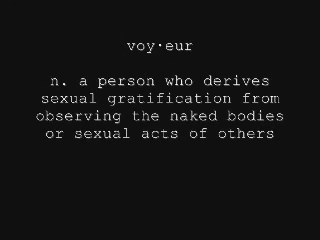 voy·eur
n. a person who derives
sexual gratification from
observing the naked bodies
or sexual acts of others